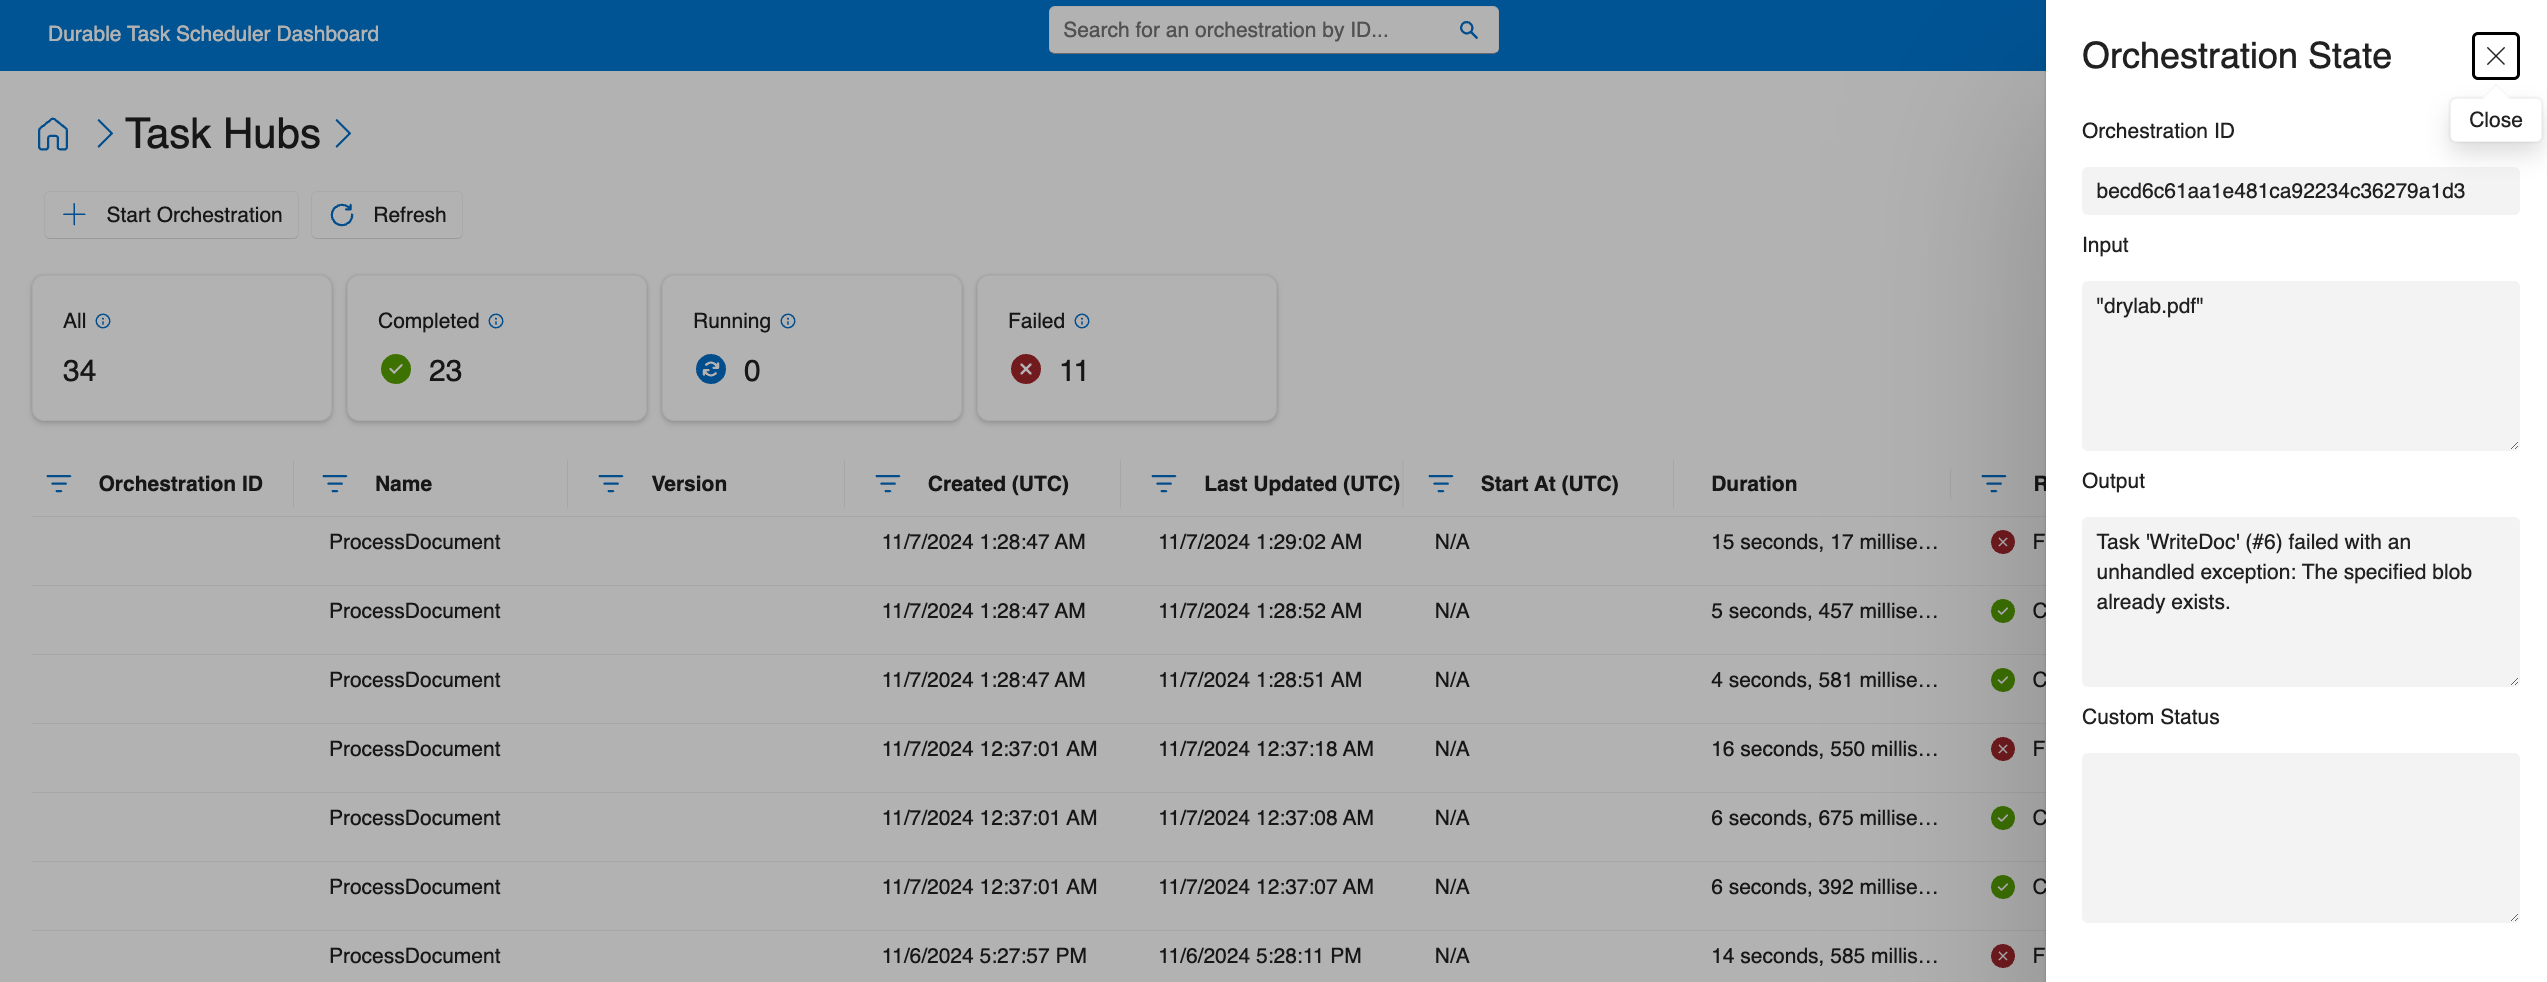 Durable Task Scheduler Dashboard
Search for an orchestration by ID...
Task Hubs
Start Orchestration
Refresh
All
34
Completed
23
Running
0
Failed
11
Orchestration ID Name Version Created (UTC) Last Updated (UTC) Start At (UTC) Duration R
ProcessDocument 11/7/2024 1:28:47 AM 11/7/2024 1:29:02 AM N/A 15 seconds, 17 millise... F
ProcessDocument 11/7/2024 1:28:47 AM 11/7/2024 1:28:52 AM N/A 5 seconds, 457 millise... C
ProcessDocument 11/7/2024 1:28:47 AM 11/7/2024 1:28:51 AM N/A 4 seconds, 581 millise... C
ProcessDocument 11/7/2024 12:37:01 AM 11/7/2024 12:37:18 AM N/A 16 seconds, 550 millis... F
ProcessDocument 11/7/2024 12:37:01 AM 11/7/2024 12:37:08 AM N/A 6 seconds, 675 millise... C
ProcessDocument 11/7/2024 12:37:01 AM 11/7/2024 12:37:07 AM N/A 6 seconds, 392 millise... C
ProcessDocument 11/6/2024 5:27:57 PM 11/6/2024 5:28:11 PM N/A 14 seconds, 585 millis... F
Orchestration State
Close
Orchestration ID
becd6c61aa1e481ca92234c36279a1d3
Input
"drylab.pdf"
Output
Task 'WriteDoc' (#6) failed with an
unhandled exception: The specified blob
already exists.
Custom Status